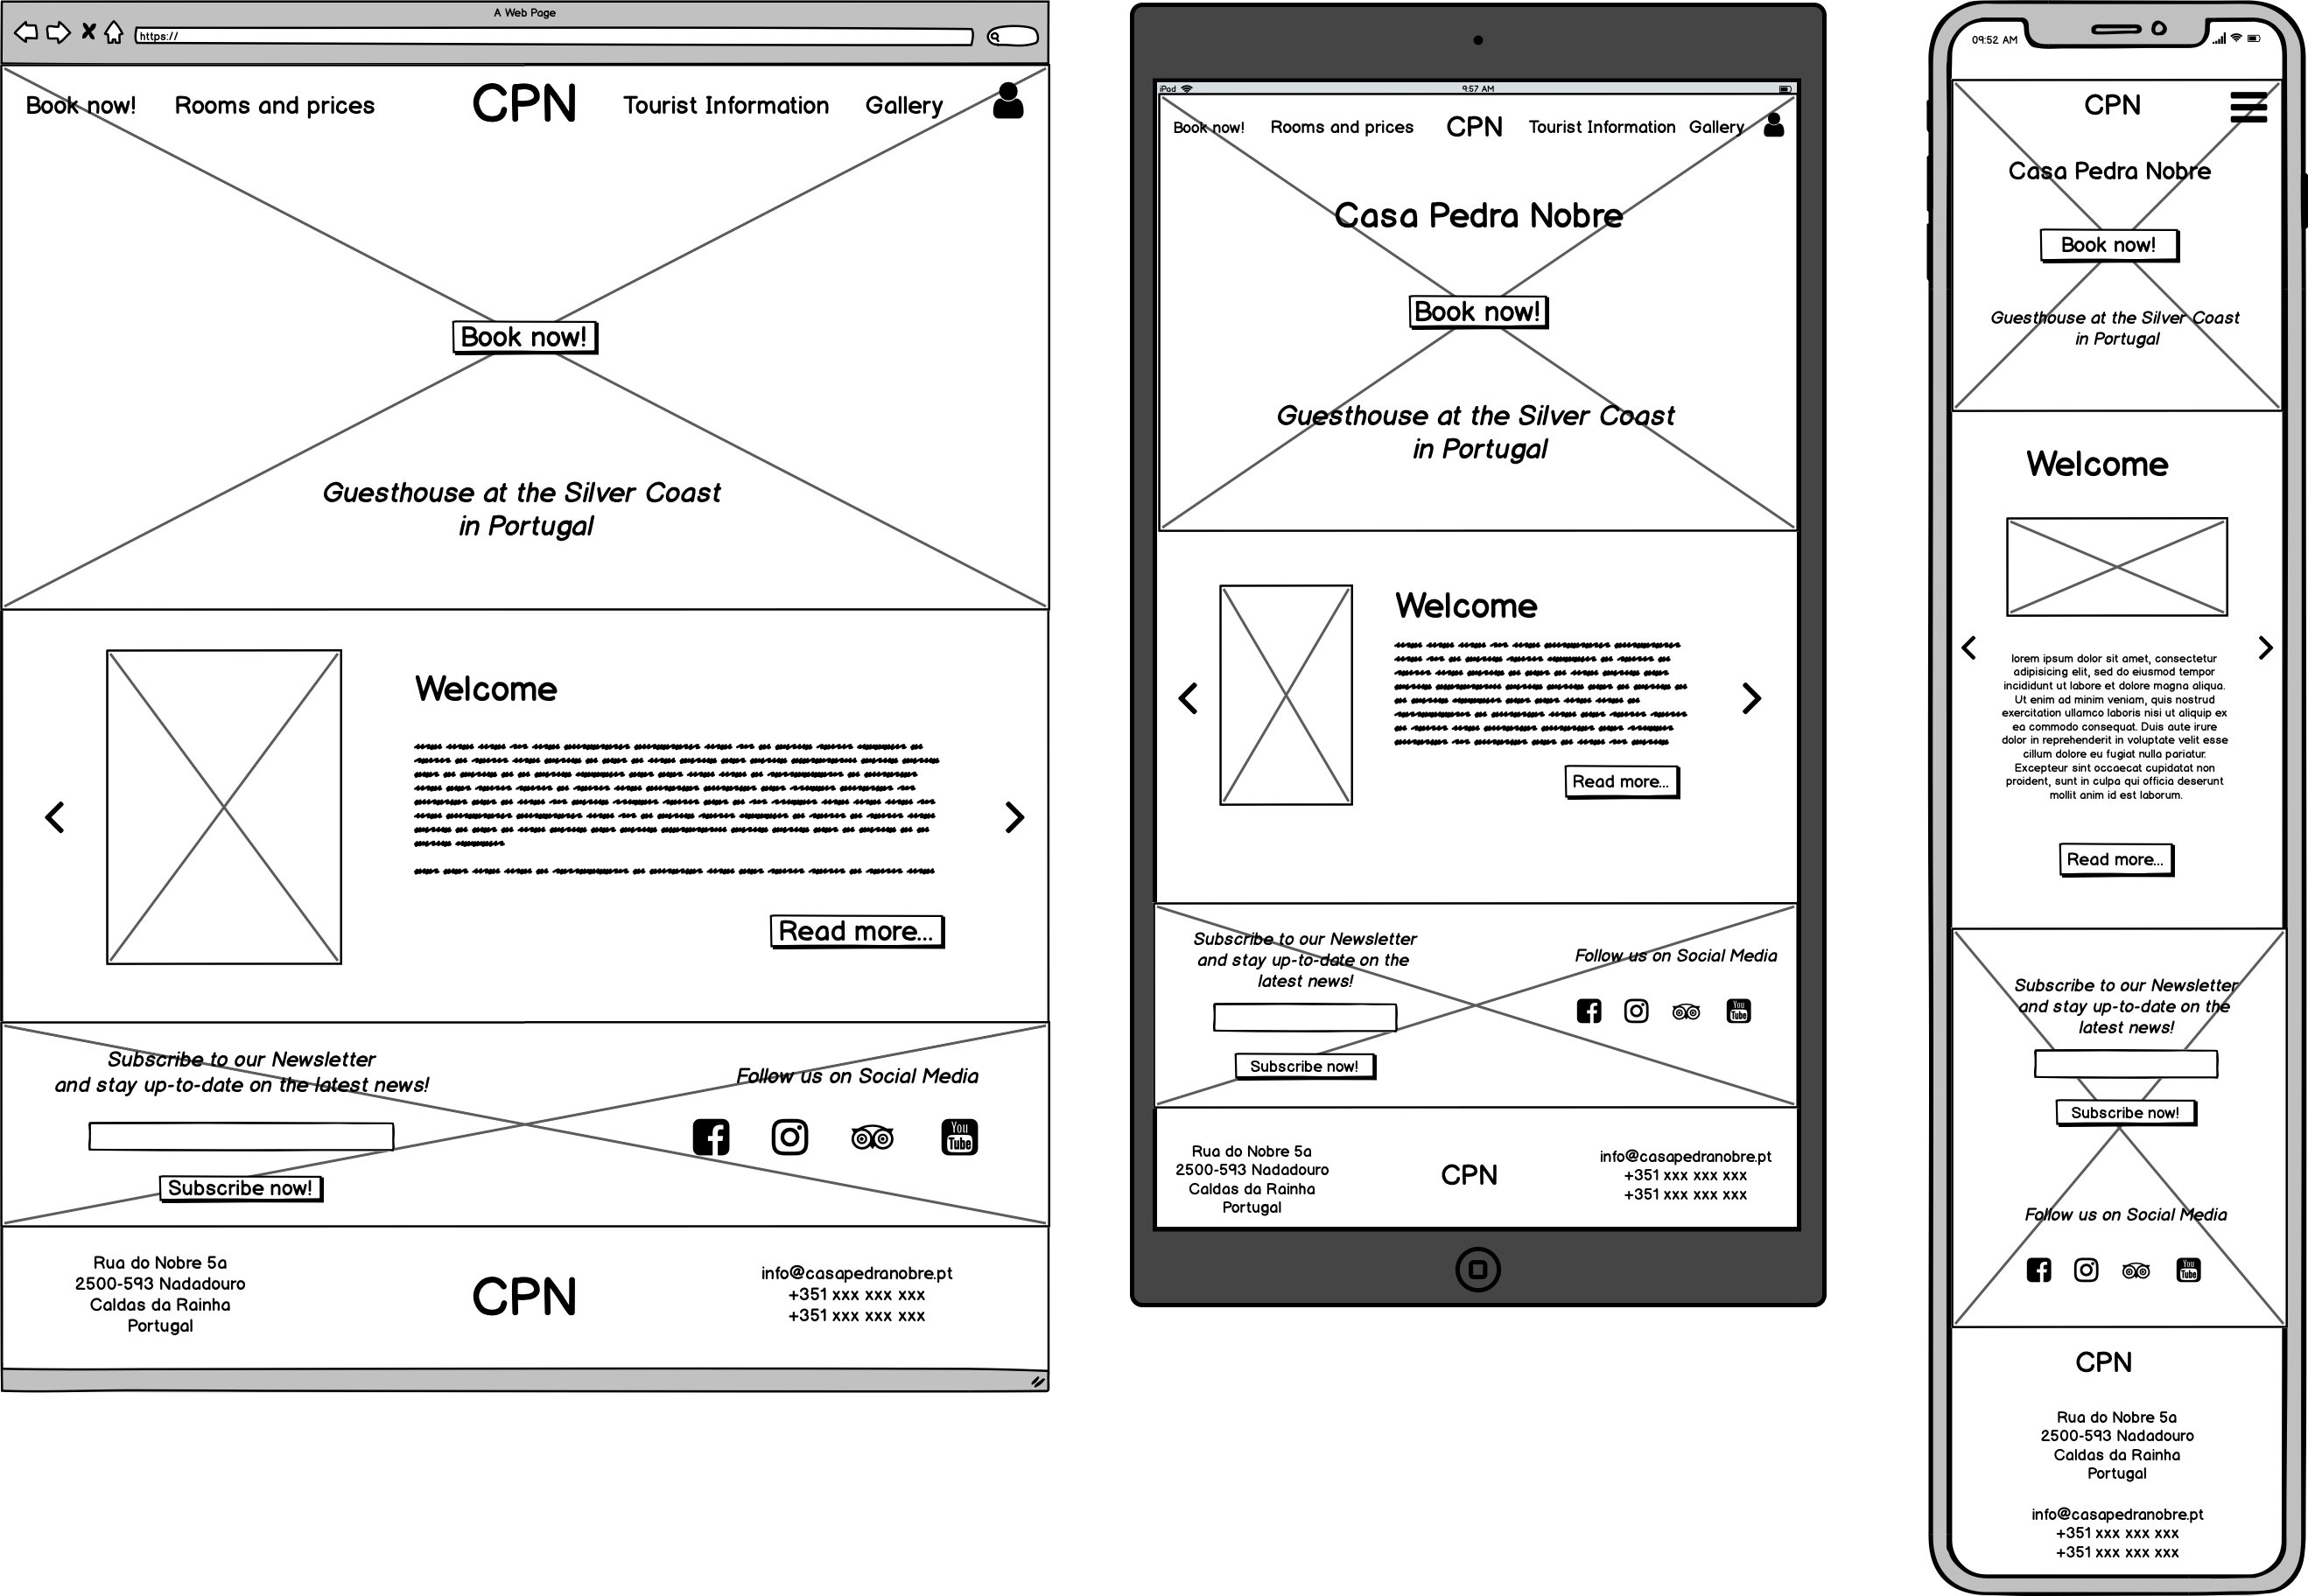 A Web Page
https://
Book now! Rooms and prices CPN Tourist Information Gallery
Book now!
Guesthouse at the Silver Coast
in Portugal
Welcome
Read more...
Subscribe to our Newsletter
and stay up-to-date on the latest news!
Subscribe now!
Follow us on Social Media
You
Tube
Rua do Nobre 5a
2500-593 Nadadouro
Caldas da Rainha
Portugal
CPN
info@casapedranobre.pt
+351 xxx xxx xxx
+351 xxx xxx xxx
iPad 9:57 AM
Book now! Rooms and prices CPN Tourist Information Gallery
Casa Pedra Nobre
Book now!
Guesthouse at the Silver Coast
in Portugal
Welcome
Read more...
Subscribe to our Newsletter
and stay up-to-date on the
latest news!
Subscribe now!
Follow us on Social Media
You
Tube
Rua do Nobre 5a
2500-593 Nadadouro
Caldas da Rainha
Portugal
CPN
info@casapedranobre.pt
+351 xxx xxx xxx
+351 xxx xxx xxx
09:52 AM
CPN
Casa Pedra Nobre
Book now!
Guesthouse at the Silver Coast
in Portugal
Welcome
lorem ipsum dolor sit amet, consectetur
adipisicing elit, sed do eiusmod tempor
incididunt ut labore et dolore magna aliqua.
Ut enim ad minim veniam, quis nostrud
exercitation ullamco laboris nisi ut aliquip ex
ea commodo consequat. Duis aute irure
dolor in reprehenderit in voluptate velit esse
cillum dolore eu fugiat nulla pariatur.
Excepteur sint occaecat cupidatat non
proident, sunt in culpa qui officia deserunt
mollit anim id est laborum.
Read more...
Subscribe to our Newsletter
and stay up-to-date on the
latest news!
Subscribe now!
Follow us on Social Media
You
Tube
CPN
Rua do Nobre 5a
2500-593 Nadadouro
Caldas da Rainha
Portugal
info@casapedranobre.pt
+351 xxx xxx xxx
+351 xxx xxx xxx